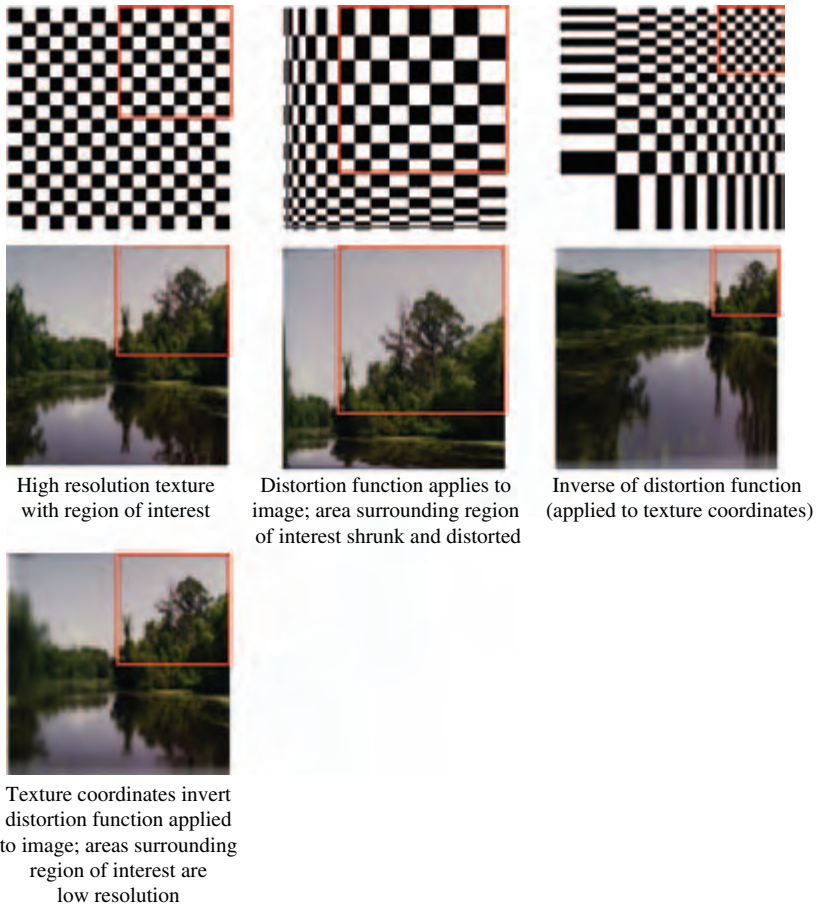 High resolution texture
with region of interest
Distortion function applies to
image; area surrounding region
of interest shrunk and distorted
Inverse of distortion function
(applied to texture coordinates)
Texture coordinates invert
distortion function applied
to image; areas surrounding
region of interest are
low resolution